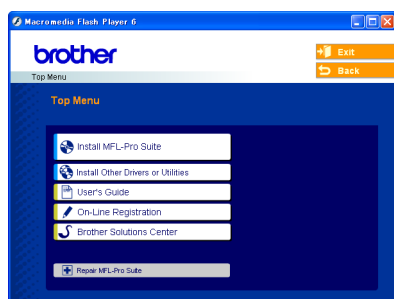 Macromedia Flash Player 6
brother
Exit
Top Menu
Back
Top Menu
Install MFL-Pro Suite
Install Other Drivers or Utilities
User's Guide
On-Line Registration
Brother Solutions Center
Repair MFL-Pro Suite